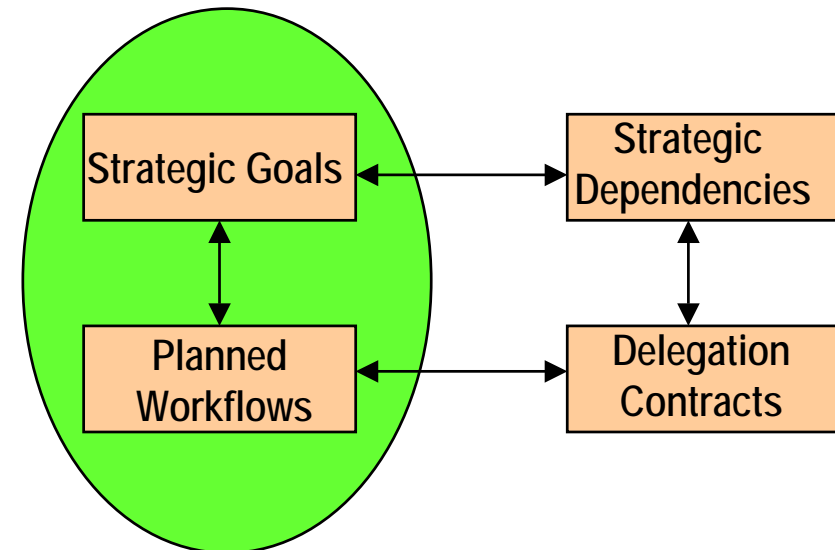 Strategic Goals
Strategic
Dependencies
Planned
Workflows
Delegation
Contracts